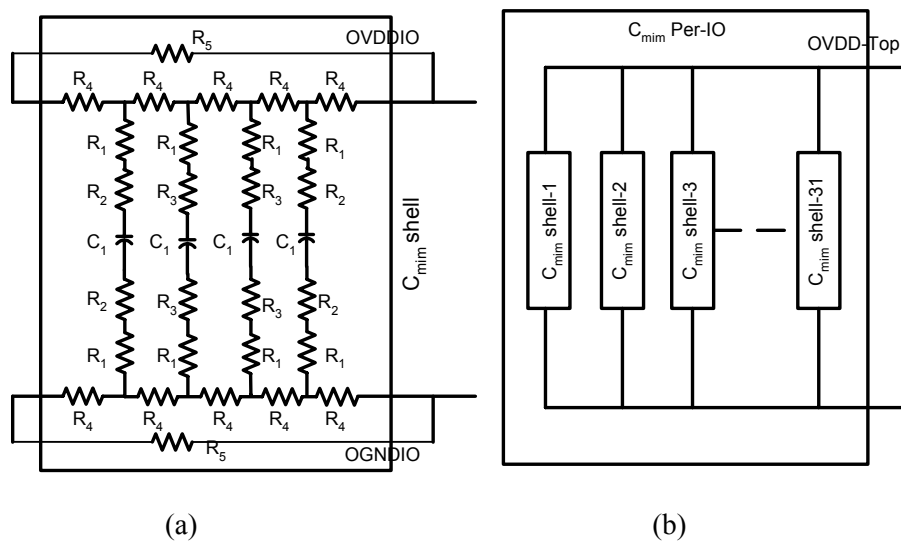 R5 OVDDIO
R4 R4 R4 R4 R4
R1 R1 R1 R1
R2 R3 R3 R2
C1 C1 C1 C1
R2 R3 R3 R2
R1 R1 R1 R1
R4 R4 R4 R4 R4
R5 OGNDIO
Cmim shell
(a)
Cmim Per-IO
OVDD-Top
Cmim shell-1
Cmim shell-2
Cmim shell-3
Cmim shell-31
(b)